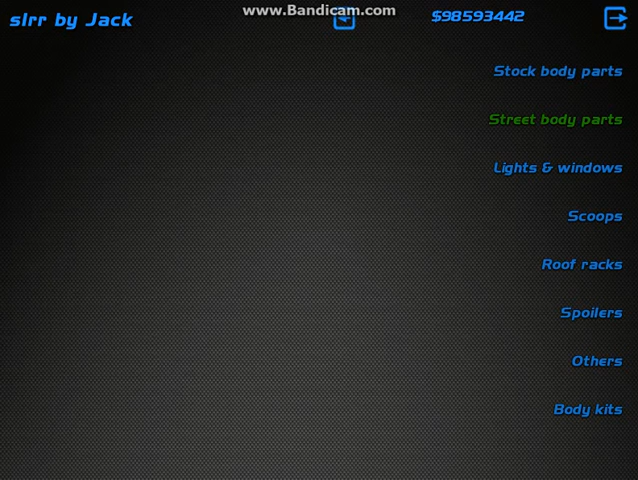 www.Bandicam.com
slrr by Jack
$98593442
Stock body parts
Street body parts
Lights & windows
Scoops
Roof racks
Spoilers
Others
Body kits